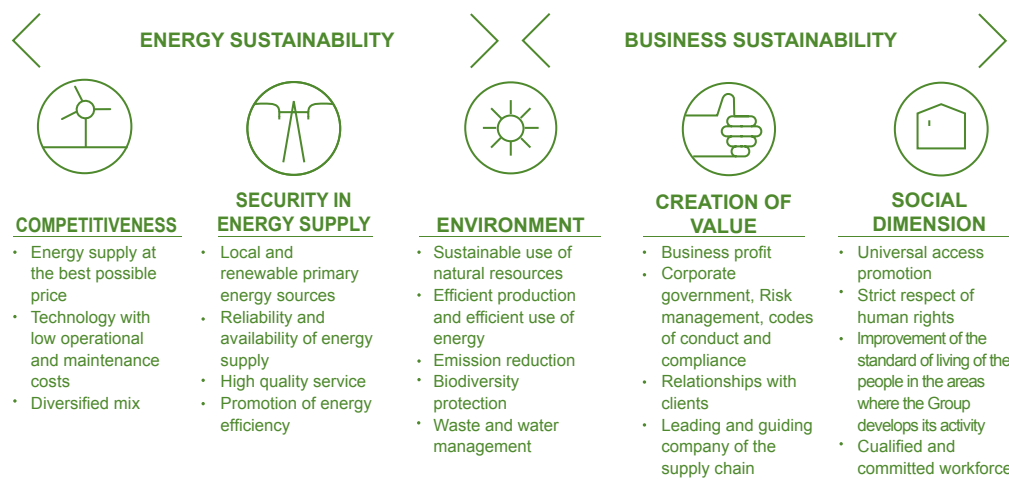 ENERGY SUSTAINABILITY
BUSINESS SUSTAINABILITY
COMPETITIVENESS
• Energy supply at
the best possible
price
• Technology with
low operational
and maintenance
costs
• Diversified mix
SECURITY IN
ENERGY SUPPLY
• Local and
renewable primary
energy sources
• Reliability and
availability of energy
supply
• High quality service
• Promotion of energy
efficiency
ENVIRONMENT
• Sustainable use of
natural resources
• Efficient production
and efficient use of
energy
• Emission reduction
• Biodiversity
protection
• Waste and water
management
CREATION OF
VALUE
• Business profit
• Corporate
government, Risk
management, codes
of conduct and
compliance
• Relationships with
clients
• Leading and guiding
company of the
supply chain
SOCIAL
DIMENSION
• Universal access
promotion
• Strict respect of
human rights
• Improvement of the
standard of living of the
people in the areas
where the Group
develops its activity
• Cualified and
committed workforce